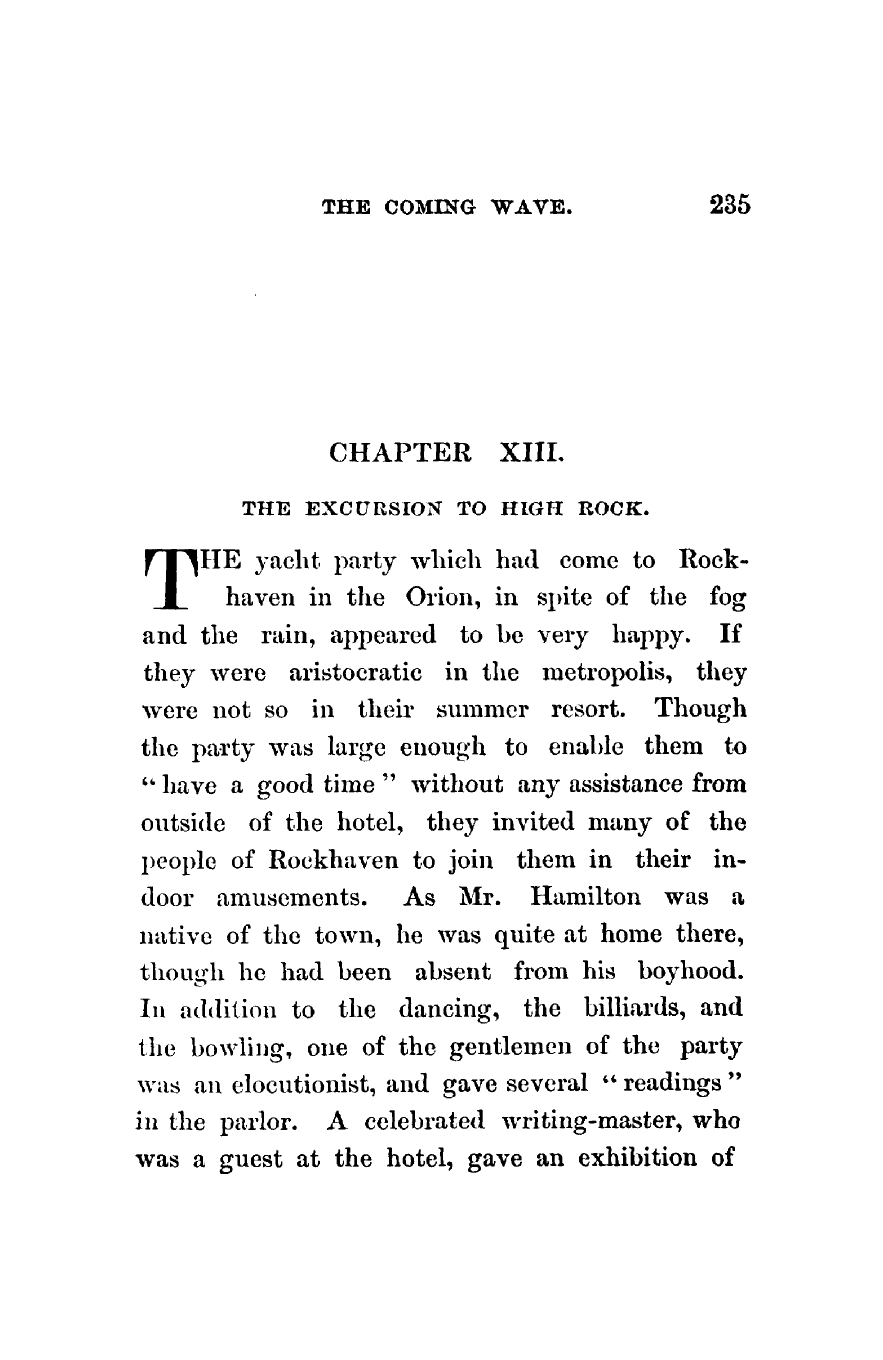 THE COMING WAVE. 235
CHAPTER XIII.
THE EXCURSION TO HIGH ROCK.
THE yacht party which had come to Rock-
haven in the Orion, in spite of the fog
and the rain, appeared to be very happy. If
they were aristocratic in the metropolis, they
were not so in their summer resort. Though
the party was large enough to enable them to
“have a good time” without any assistance from
outside of the hotel, they invited many of the
people of Rockhaven to join them in their in-
door amusements. As Mr. Hamilton was a
native of the town, he was quite at home there,
though he had been absent from his boyhood.
In addition to the dancing, the billiards, and
the bowling, one of the gentlemen of the party
was an elocutionist, and gave several “readings”
in the parlor. A celebrated writing-master, who
was a guest at the hotel, gave an exhibition of